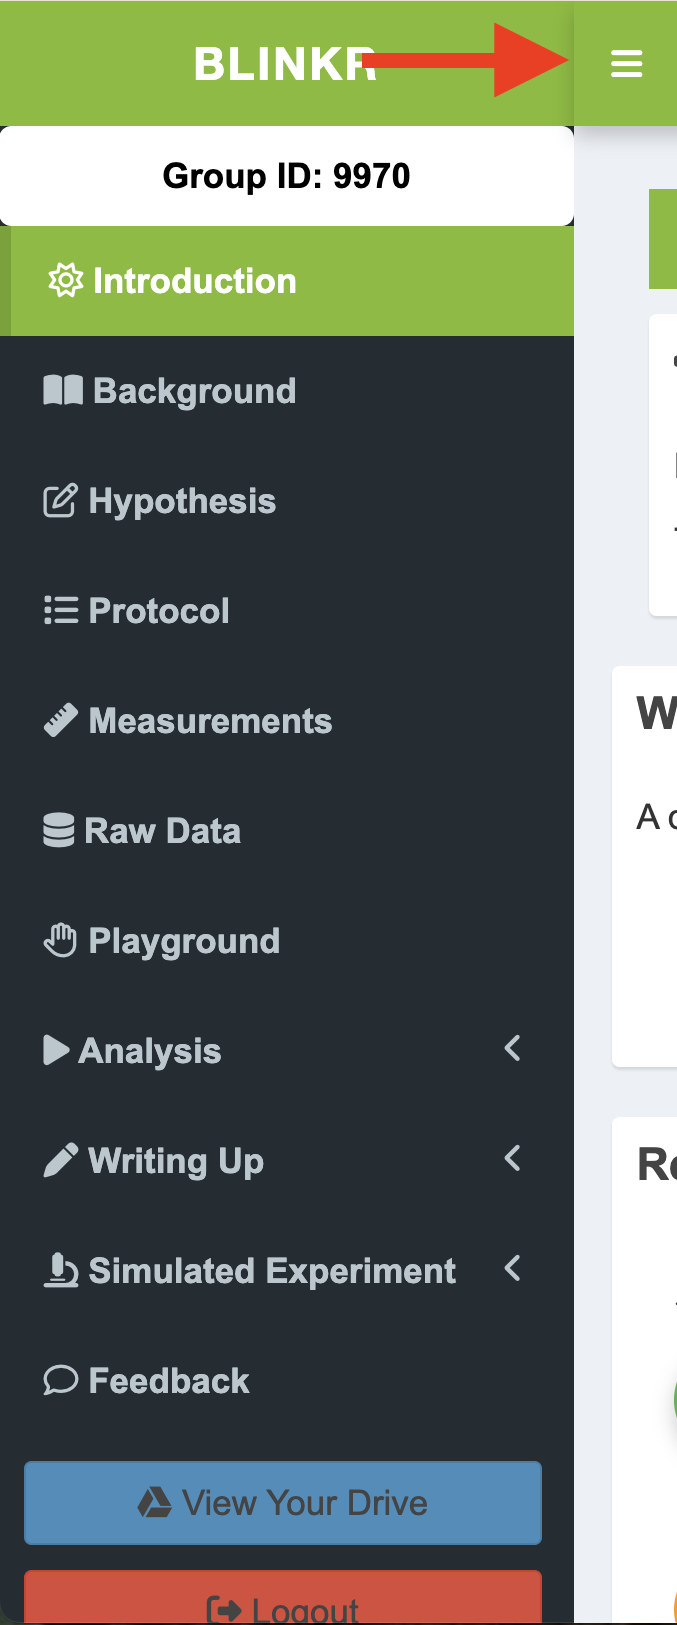 BLINKR
Group ID: 9970
Introduction
Background
Hypothesis
Protocol
Measurements
Raw Data
Playground
Analysis
Writing Up
Simulated Experiment
Feedback
View Your Drive
Logout
W
A
Re